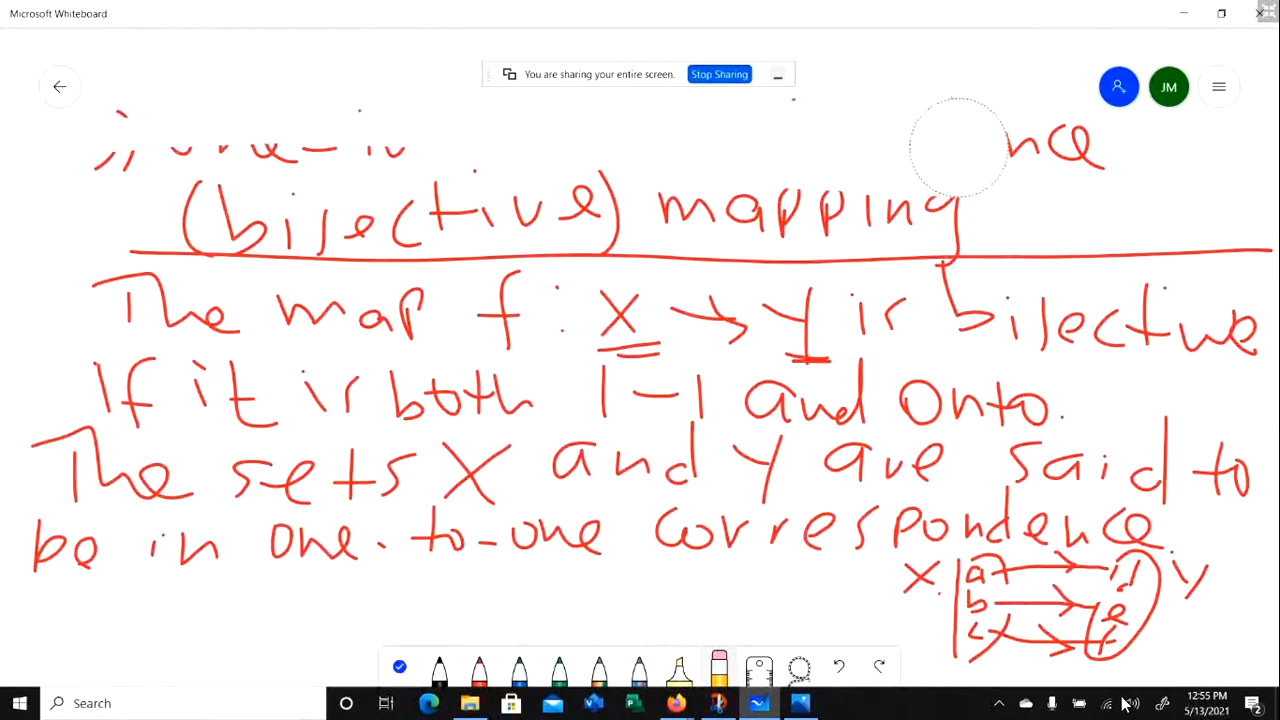 Microsoft Whiteboard
You are sharing your entire screen. Stop Sharing
JM
(bijective) mapping
The map f : X → Y is bijective
If it is both 1-1 and onto.
The sets X and Y are said to
be in one-to-one correspondence
X a Y
b e
c f
Search
12:55 PM
5/13/2021
2